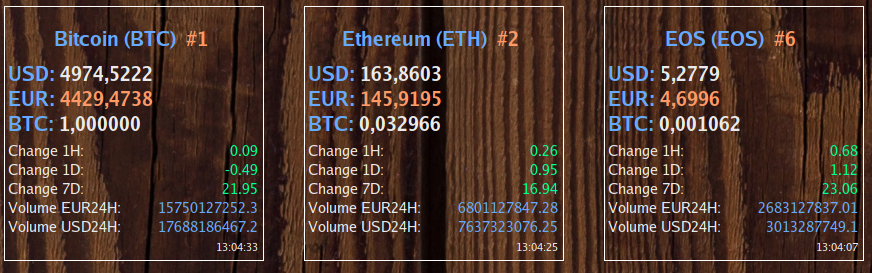 Bitcoin (BTC) #1
USD: 4974,5222
EUR: 4429,4738
BTC: 1,000000
Change 1H: 0.09
Change 1D: -0.49
Change 7D: 21.95
Volume EUR24H: 15750127252.3
Volume USD24H: 17688186467.2
13:04:33
Ethereum (ETH) #2
USD: 163,8603
EUR: 145,9195
BTC: 0,032966
Change 1H: 0.26
Change 1D: 0.95
Change 7D: 16.94
Volume EUR24H: 6801127847.28
Volume USD24H: 7637323076.25
13:04:25
EOS (EOS) #6
USD: 5,2779
EUR: 4,6996
BTC: 0,001062
Change 1H: 0.68
Change 1D: 1.12
Change 7D: 23.06
Volume EUR24H: 2683127837.01
Volume USD24H: 3013287749.1
13:04:07